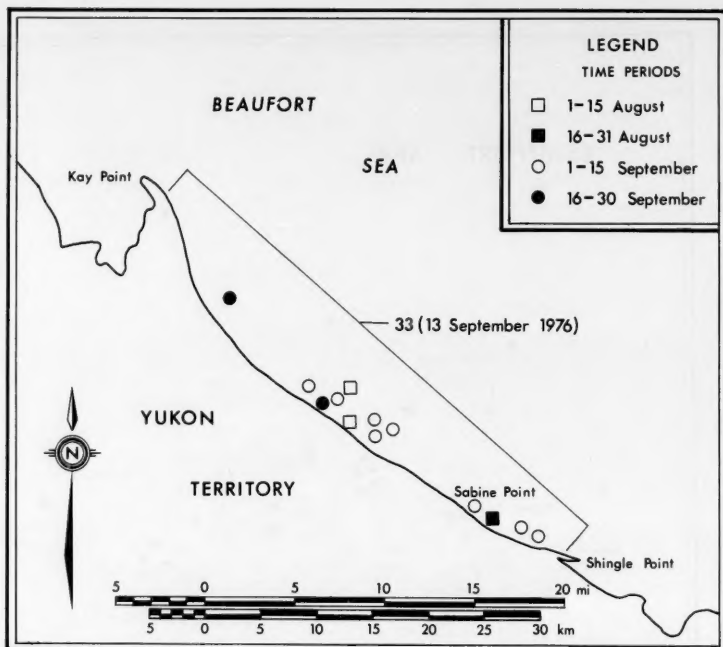 LEGEND
TIME PERIODS
1-15 August
16-31 August
1-15 September
16-30 September
BEAUFORT
SEA
Kay Point
33 (13 September 1976)
YUKON
TERRITORY
N
Sabine Point
Shingle Point
5 0 5 10 15 20 mi
5 0 5 10 15 20 25 30 km